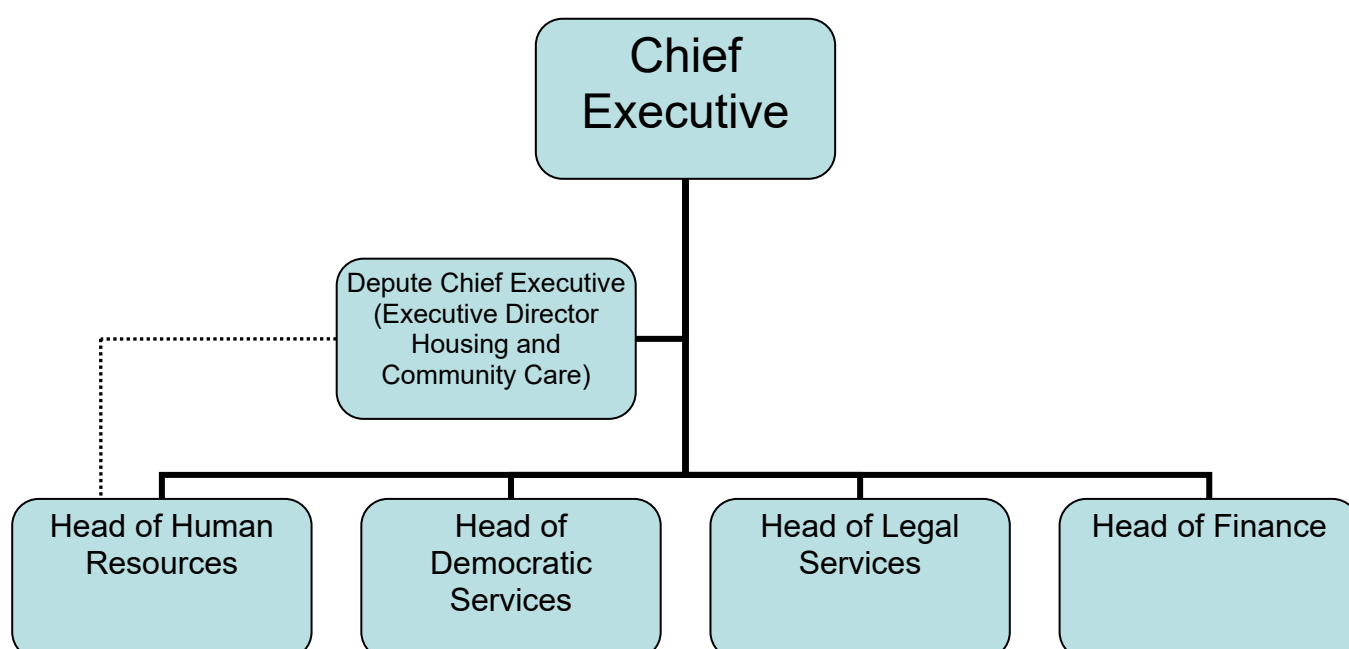 Chief
Executive
Depute Chief Executive
(Executive Director
Housing and
Community Care)
Head of Human
Resources
Head of
Democratic
Services
Head of Legal
Services
Head of Finance